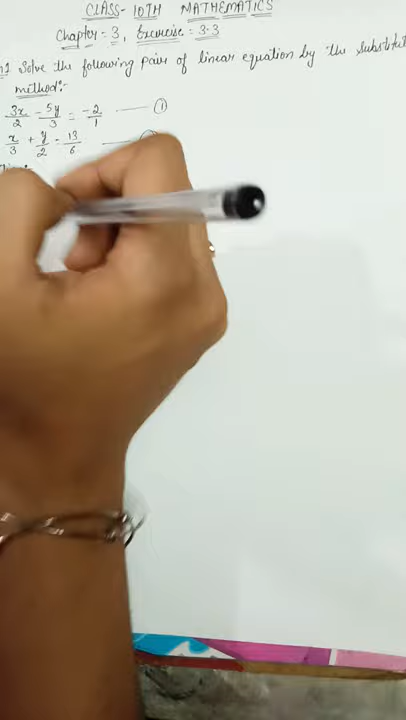 CLASS-10TH MATHEMATICS
Chapter = 3, Exercise = 3.3
Solve the following pair of linear equation by the
method:-
3x/2 - 5y/3 = -2/1 —— ①
x/3 + y/2 = 13/6 ——